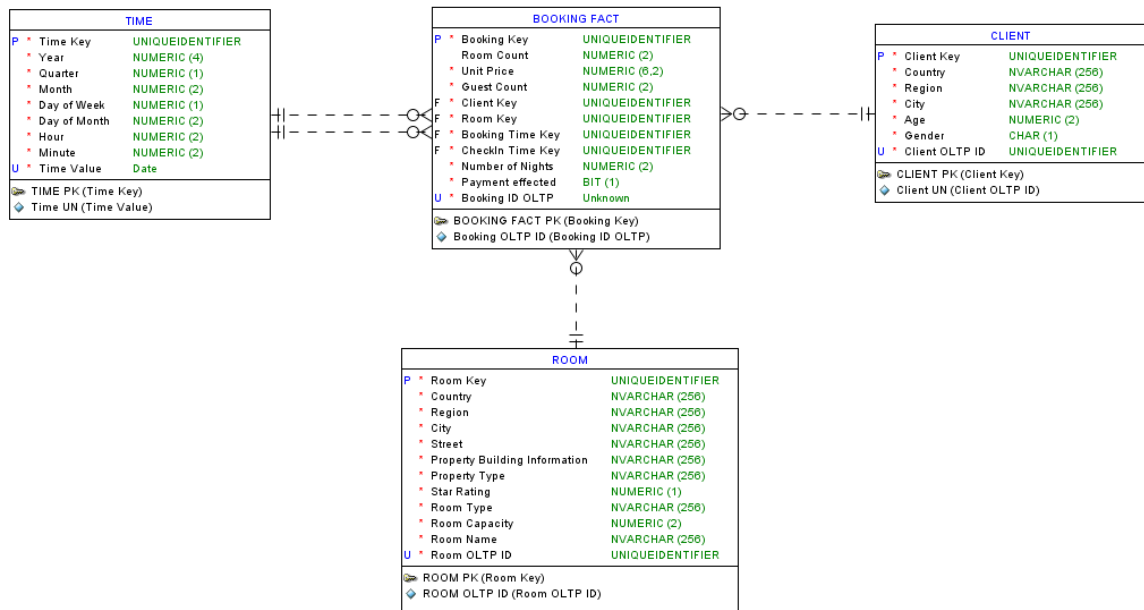 TIME
P * Time Key UNIQUEIDENTIFIER
* Year NUMERIC (4)
* Quarter NUMERIC (1)
* Month NUMERIC (2)
* Day of Week NUMERIC (1)
* Day of Month NUMERIC (2)
* Hour NUMERIC (2)
* Minute NUMERIC (2)
U * Time Value Date
TIME PK (Time Key)
Time UN (Time Value)
BOOKING FACT
P * Booking Key UNIQUEIDENTIFIER
Room Count NUMERIC (2)
* Unit Price NUMERIC (6,2)
* Guest Count NUMERIC (2)
F * Client Key UNIQUEIDENTIFIER
F * Room Key UNIQUEIDENTIFIER
F * Booking Time Key UNIQUEIDENTIFIER
F * CheckIn Time Key UNIQUEIDENTIFIER
* Number of Nights NUMERIC (2)
* Payment effected BIT (1)
U * Booking ID OLTP Unknown
BOOKING FACT PK (Booking Key)
Booking OLTP ID (Booking ID OLTP)
CLIENT
P * Client Key UNIQUEIDENTIFIER
* Country NVARCHAR (256)
* Region NVARCHAR (256)
* City NVARCHAR (256)
* Age NUMERIC (2)
* Gender CHAR (1)
U * Client OLTP ID UNIQUEIDENTIFIER
CLIENT PK (Client Key)
Client UN (Client OLTP ID)
ROOM
P * Room Key UNIQUEIDENTIFIER
* Country NVARCHAR (256)
* Region NVARCHAR (256)
* City NVARCHAR (256)
* Street NVARCHAR (256)
* Property Building Information NVARCHAR (256)
* Property Type NVARCHAR (256)
* Star Rating NUMERIC (1)
* Room Type NVARCHAR (256)
* Room Capacity NUMERIC (2)
* Room Name NVARCHAR (256)
U * Room OLTP ID UNIQUEIDENTIFIER
ROOM PK (Room Key)
ROOM OLTP ID (Room OLTP ID)